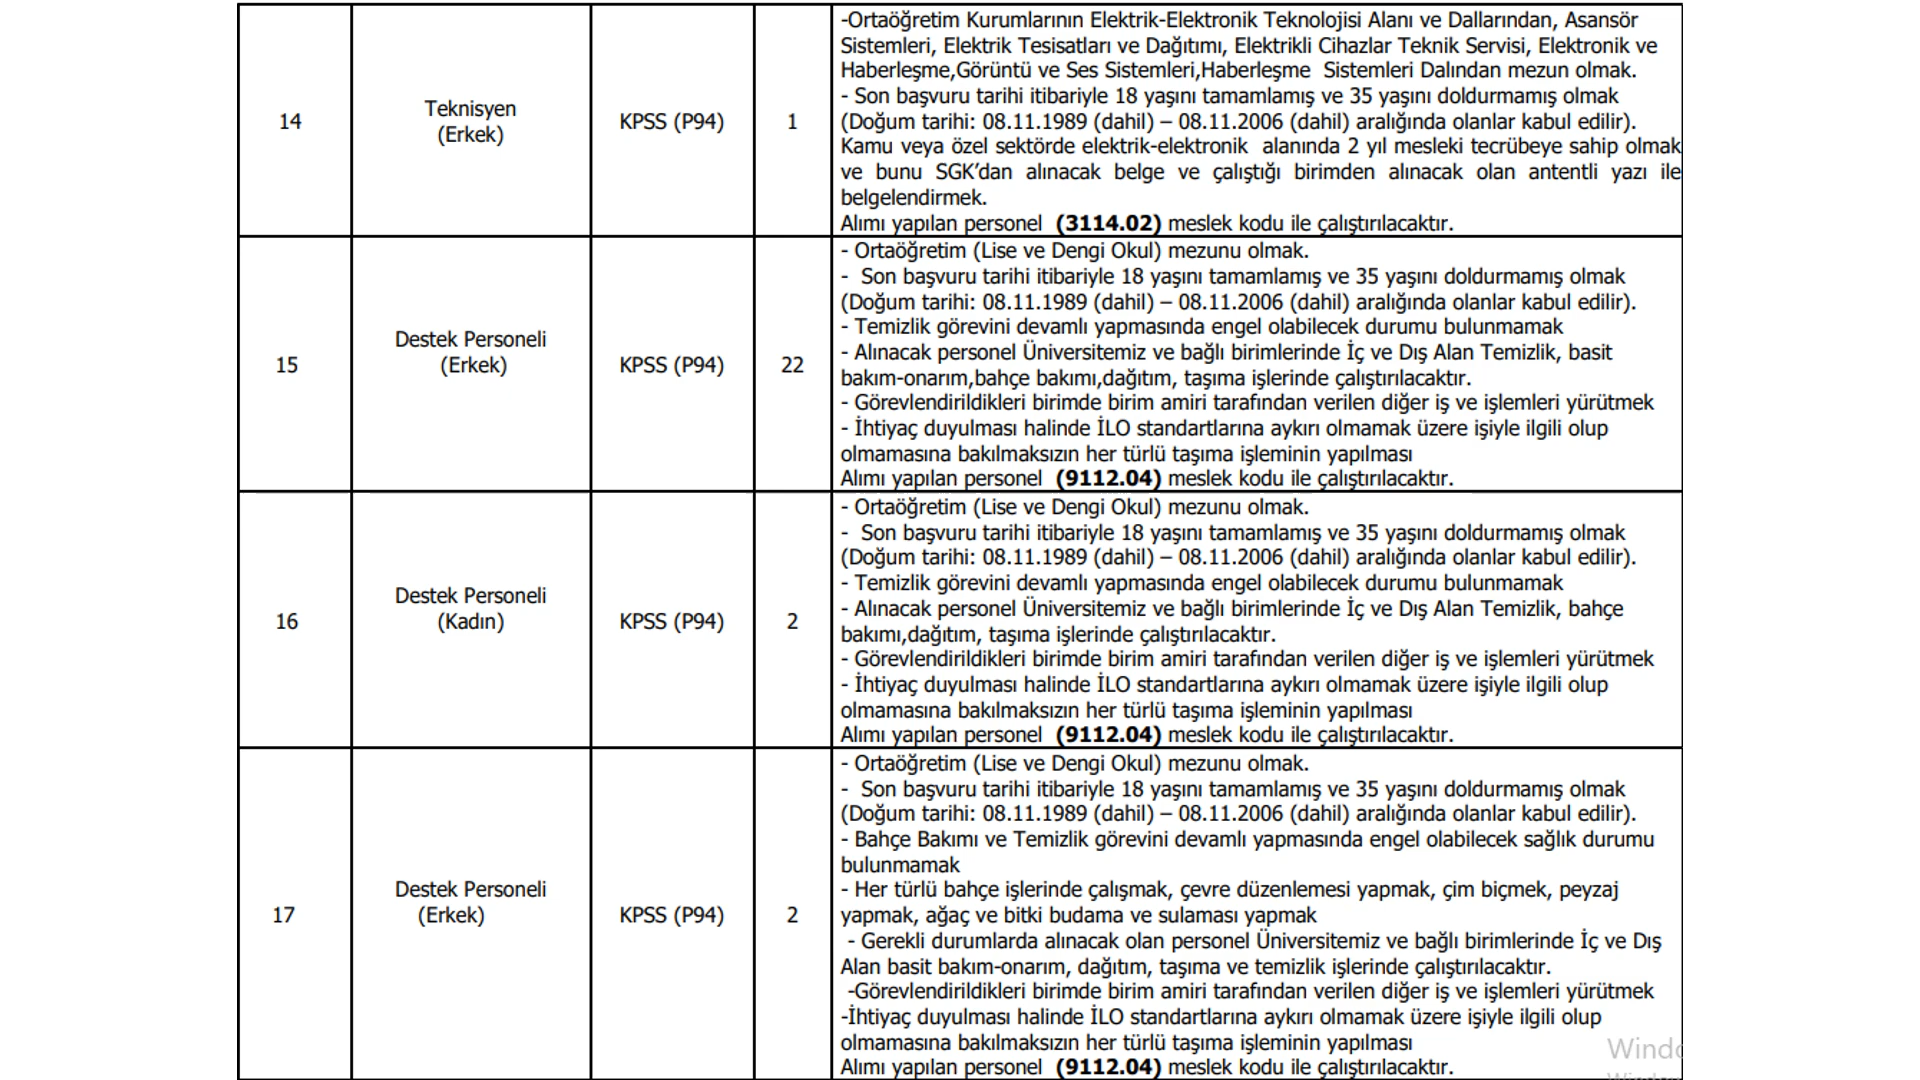 14
Teknisyen
(Erkek)
KPSS (P94)
1
-Ortaöğretim Kurumlarının Elektrik-Elektronik Teknolojisi Alanı ve Dallarından, Asansör
Sistemleri, Elektrik Tesisatları ve Dağıtımı, Elektrikli Cihazlar Teknik Servisi, Elektronik ve
Haberleşme,Görüntü ve Ses Sistemleri,Haberleşme  Sistemleri Dalından mezun olmak.
- Son başvuru tarihi itibariyle 18 yaşını tamamlamış ve 35 yaşını doldurmamış olmak
(Doğum tarihi: 08.11.1989 (dahil) – 08.11.2006 (dahil) aralığında olanlar kabul edilir).
Kamu veya özel sektörde elektrik-elektronik  alanında 2 yıl mesleki tecrübeye sahip olmak
ve bunu SGK’dan alınacak belge ve çalıştığı birimden alınacak olan antentli yazı ile
belgelendirmek.
Alımı yapılan personel  (3114.02) meslek kodu ile çalıştırılacaktır.
15
Destek Personeli
(Erkek)
KPSS (P94)
22
- Ortaöğretim (Lise ve Dengi Okul) mezunu olmak.
-  Son başvuru tarihi itibariyle 18 yaşını tamamlamış ve 35 yaşını doldurmamış olmak
(Doğum tarihi: 08.11.1989 (dahil) – 08.11.2006 (dahil) aralığında olanlar kabul edilir).
- Temizlik görevini devamlı yapmasında engel olabilecek durumu bulunmamak
- Alınacak personel Üniversitemiz ve bağlı birimlerinde İç ve Dış Alan Temizlik, basit
bakım-onarım,bahçe bakımı,dağıtım, taşıma işlerinde çalıştırılacaktır.
- Görevlendirildikleri birimde birim amiri tarafından verilen diğer iş ve işlemleri yürütmek
- İhtiyaç duyulması halinde İLO standartlarına aykırı olmamak üzere işiyle ilgili olup
olmamasına bakılmaksızın her türlü taşıma işleminin yapılması
Alımı yapılan personel  (9112.04) meslek kodu ile çalıştırılacaktır.
16
Destek Personeli
(Kadın)
KPSS (P94)
2
- Ortaöğretim (Lise ve Dengi Okul) mezunu olmak.
-  Son başvuru tarihi itibariyle 18 yaşını tamamlamış ve 35 yaşını doldurmamış olmak
(Doğum tarihi: 08.11.1989 (dahil) – 08.11.2006 (dahil) aralığında olanlar kabul edilir).
- Temizlik görevini devamlı yapmasında engel olabilecek durumu bulunmamak
- Alınacak personel Üniversitemiz ve bağlı birimlerinde İç ve Dış Alan Temizlik, bahçe
bakımı,dağıtım, taşıma işlerinde çalıştırılacaktır.
- Görevlendirildikleri birimde birim amiri tarafından verilen diğer iş ve işlemleri yürütmek
- İhtiyaç duyulması halinde İLO standartlarına aykırı olmamak üzere işiyle ilgili olup
olmamasına bakılmaksızın her türlü taşıma işleminin yapılması
Alımı yapılan personel  (9112.04) meslek kodu ile çalıştırılacaktır.
17
Destek Personeli
(Erkek)
KPSS (P94)
2
- Ortaöğretim (Lise ve Dengi Okul) mezunu olmak.
-  Son başvuru tarihi itibariyle 18 yaşını tamamlamış ve 35 yaşını doldurmamış olmak
(Doğum tarihi: 08.11.1989 (dahil) – 08.11.2006 (dahil) aralığında olanlar kabul edilir).
- Bahçe Bakımı ve Temizlik görevini devamlı yapmasında engel olabilecek sağlık durumu
bulunmamak
- Her türlü bahçe işlerinde çalışmak, çevre düzenlemesi yapmak, çim biçmek, peyzaj
yapmak, ağaç ve bitki budama ve sulaması yapmak
- Gerekli durumlarda alınacak olan personel Üniversitemiz ve bağlı birimlerinde İç ve Dış
Alan basit bakım-onarım, dağıtım, taşıma ve temizlik işlerinde çalıştırılacaktır.
-Görevlendirildikleri birimde birim amiri tarafından verilen diğer iş ve işlemleri yürütmek
-İhtiyaç duyulması halinde İLO standartlarına aykırı olmamak üzere işiyle ilgili olup
olmamasına bakılmaksızın her türlü taşıma işleminin yapılması
Alımı yapılan personel  (9112.04) meslek kodu ile çalıştırılacaktır.